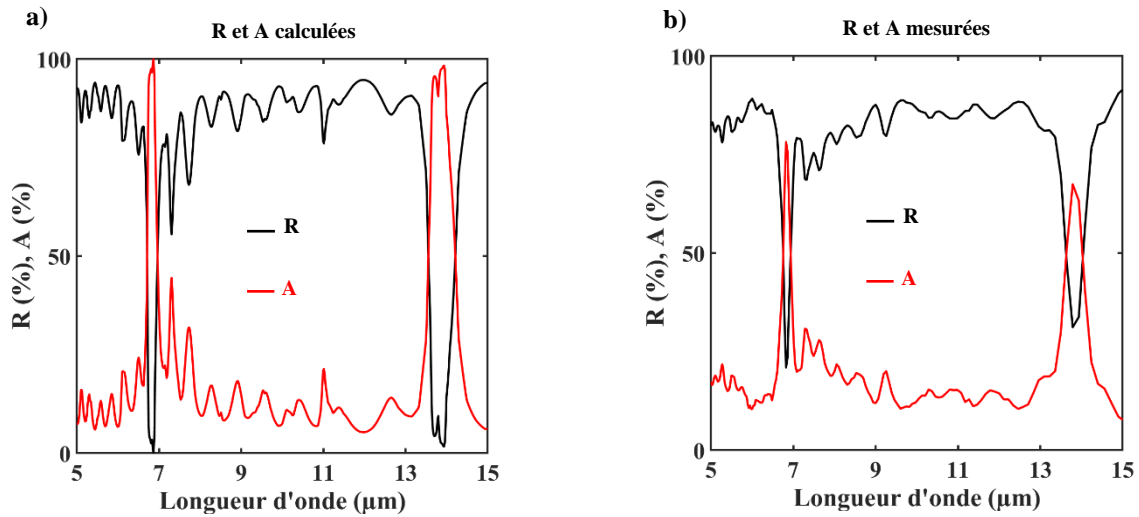 a)
R et A calculées
R (%), A (%)
100
50
0
R
A
5 7 9 11 13 15
Longueur d'onde (µm)
b)
R et A mesurées
R (%), A (%)
100
50
0
R
A
5 7 9 11 13 15
Longueur d'onde (µm)